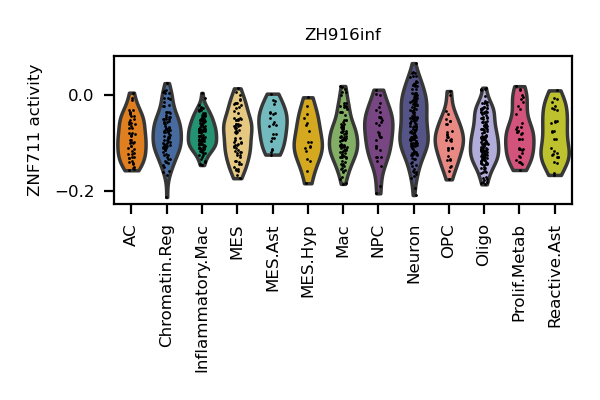 ZH916inf
ZNF711 activity
0.0
−0.2
AC
Chromatin.Reg
Inflammatory.Mac
MES
MES.Ast
MES.Hyp
Mac
NPC
Neuron
OPC
Oligo
Prolif.Metab
Reactive.Ast